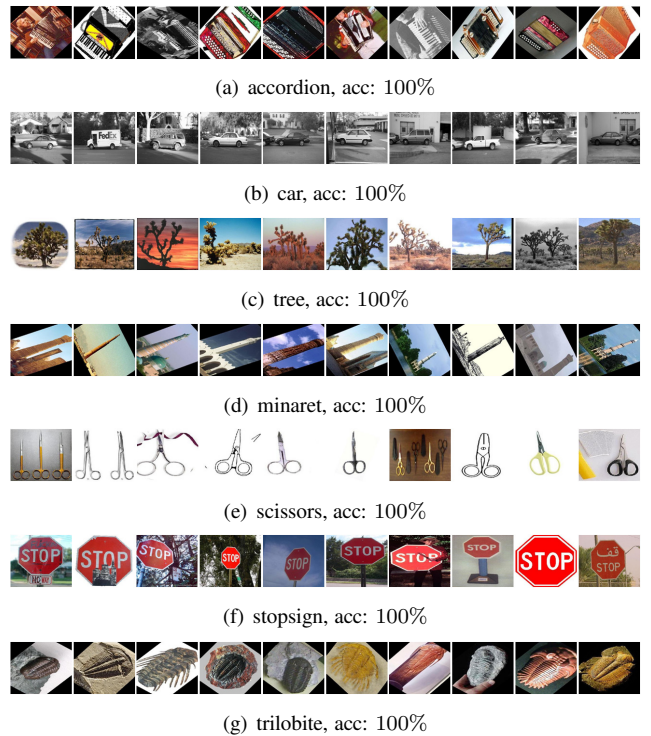 (a) accordion, acc: 100%
FedEx
(b) car, acc: 100%
(c) tree, acc: 100%
(d) minaret, acc: 100%
(e) scissors, acc: 100%
STOP
STOP
STOP
STOP
STOP
STOP
STOP
STOP
STOP
قف
STOP
(f) stopsign, acc: 100%
(g) trilobite, acc: 100%